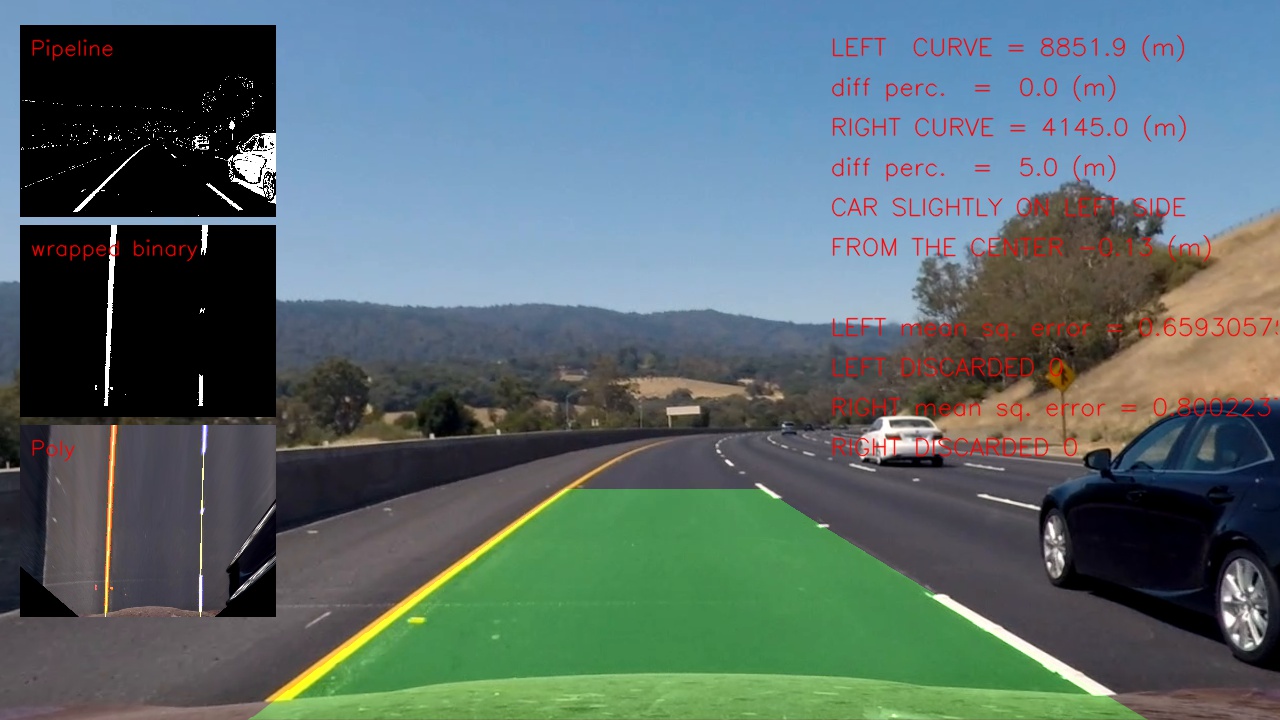 Pipeline
wrapped binary
Poly
LEFT CURVE = 8851.9 (m)
diff perc. = 0.0 (m)
RIGHT CURVE = 4145.0 (m)
diff perc. = 5.0 (m)
CAR SLIGHTLY ON LEFT SIDE
FROM THE CENTER -0.13 (m)
LEFT mean sq. error = 0.6593057
LEFT DISCARDED 0
RIGHT mean sq. error = 0.800223
RIGHT DISCARDED 0